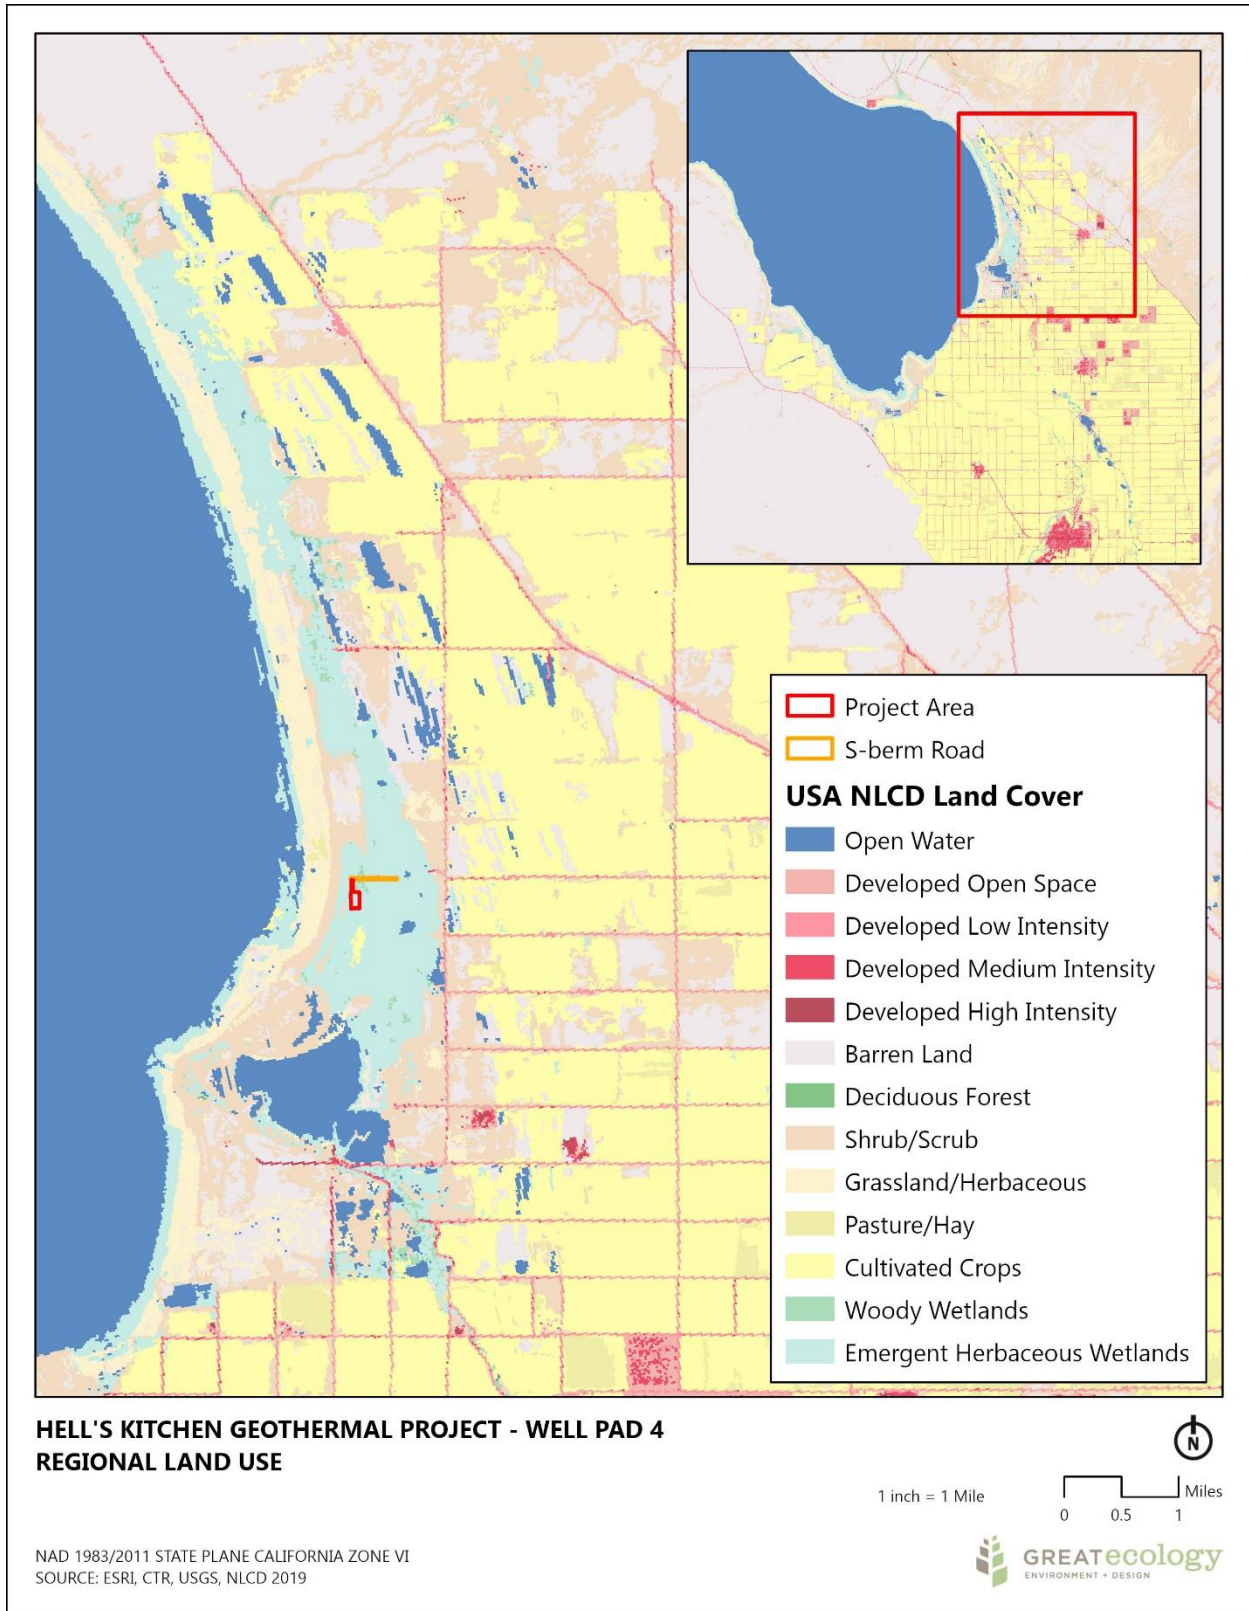 Project Area
S-berm Road
USA NLCD Land Cover
Open Water
Developed Open Space
Developed Low Intensity
Developed Medium Intensity
Developed High Intensity
Barren Land
Deciduous Forest
Shrub/Scrub
Grassland/Herbaceous
Pasture/Hay
Cultivated Crops
Woody Wetlands
Emergent Herbaceous Wetlands
HELL'S KITCHEN GEOTHERMAL PROJECT - WELL PAD 4
REGIONAL LAND USE
N
1 inch = 1 Mile
Miles
0 0.5 1
NAD 1983/2011 STATE PLANE CALIFORNIA ZONE VI
SOURCE: ESRI, CTR, USGS, NLCD 2019
GREATecology
ENVIRONMENT + DESIGN